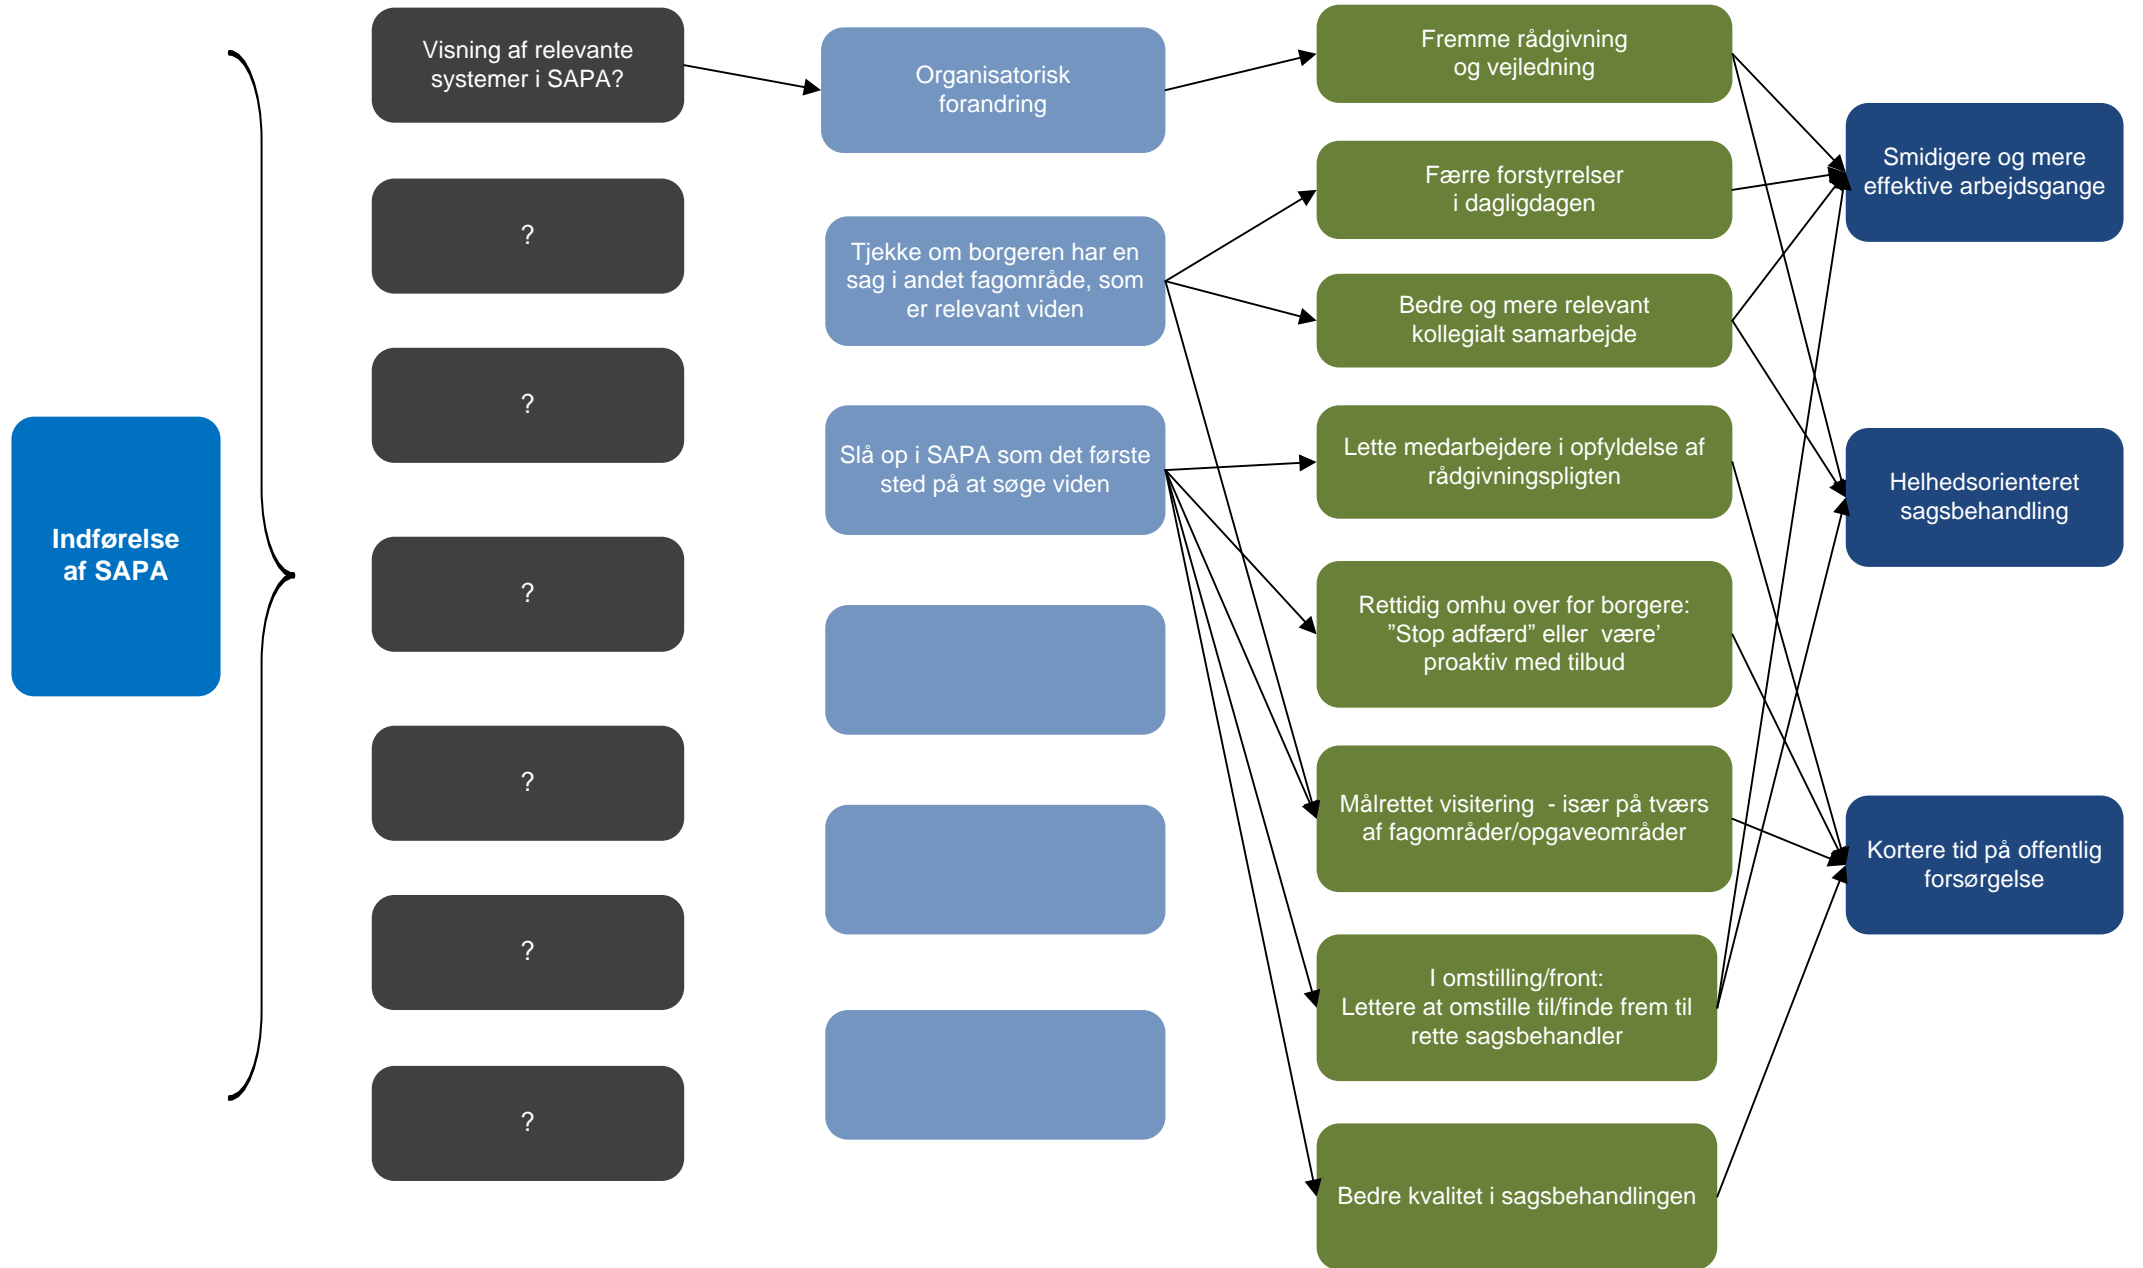 Indførelse
af SAPA
Visning af relevante
systemer i SAPA?
?
?
?
?
?
?
Organisatorisk
forandring
Tjekke om borgeren har en
sag i andet fagområde, som
er relevant viden
Slå op i SAPA som det første
sted på at søge viden
Fremme rådgivning
og vejledning
Færre forstyrrelser
i dagligdagen
Bedre og mere relevant
kollegialt samarbejde
Lette medarbejdere i opfyldelse af
rådgivningspligten
Rettidig omhu over for borgere:
”Stop adfærd” eller  være’
proaktiv med tilbud
Målrettet visitering  - især på tværs
af fagområder/opgaveområder
I omstilling/front:
Lettere at omstille til/finde frem til
rette sagsbehandler
Bedre kvalitet i sagsbehandlingen
Smidigere og mere
effektive arbejdsgange
Helhedsorienteret
sagsbehandling
Kortere tid på offentlig
forsørgelse